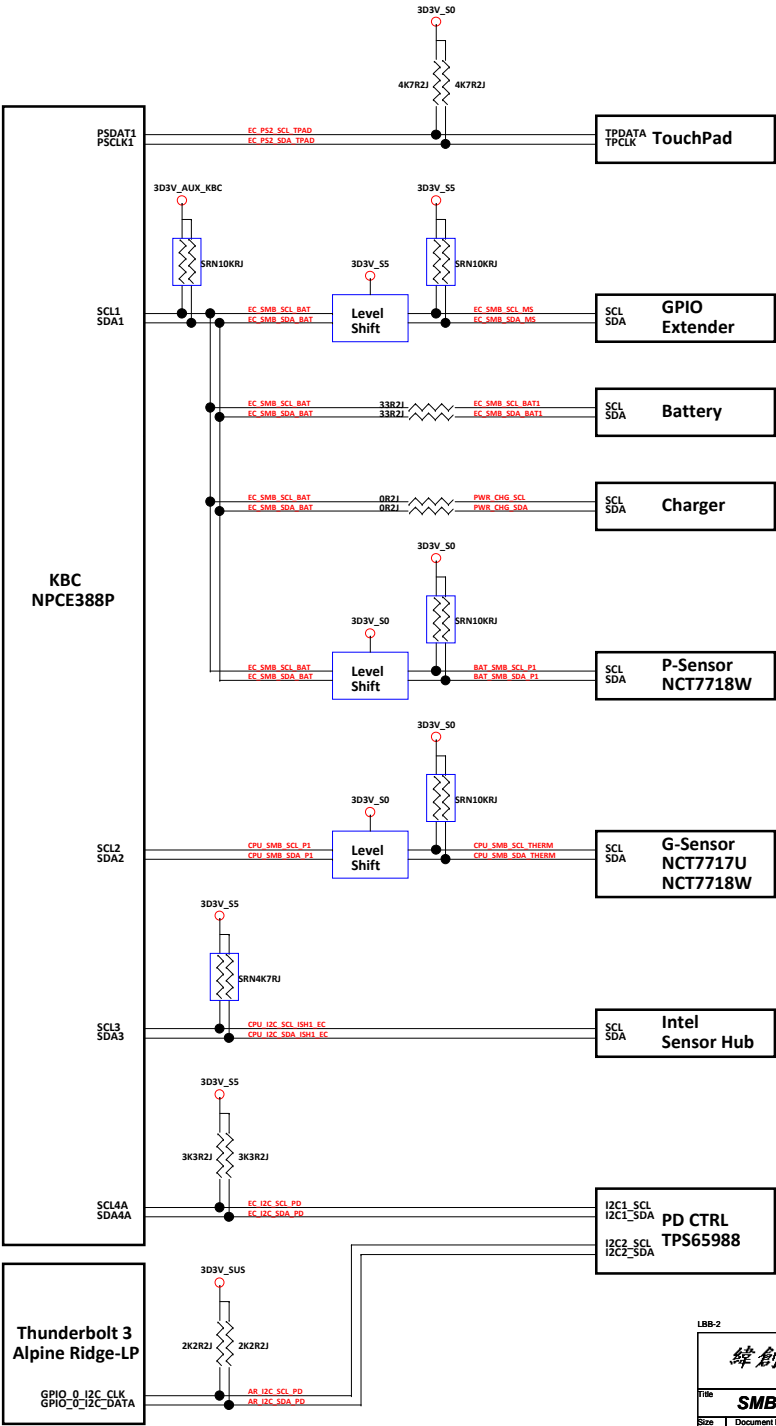 3D3V_S0
4K7R2J 4K7R2J
PSDAT1 EC_PS2_SCL_TPAD TPDATA
PSCLK1 EC_PS2_SDA_TPAD TPCLK
TouchPad
3D3V_AUX_KBC 3D3V_S5
SRN10KRJ 3D3V_S5 SRN10KRJ
SCL1 EC_SMB_SCL_BAT EC_SMB_SCL_MS SCL
SDA1 EC_SMB_SDA_BAT EC_SMB_SDA_MS SDA
Level
Shift
GPIO
Extender
EC_SMB_SCL_BAT 33R2J EC_SMB_SCL_BAT1 SCL
EC_SMB_SDA_BAT 33R2J EC_SMB_SDA_BAT1 SDA
Battery
EC_SMB_SCL_BAT 0R2J PWR_CHG_SCL SCL
EC_SMB_SDA_BAT 0R2J PWR_CHG_SDA SDA
Charger
3D3V_S0
KBC
NPCE388P
3D3V_S0 SRN10KRJ
EC_SMB_SCL_BAT BAT_SMB_SCL_P1 SCL
EC_SMB_SDA_BAT BAT_SMB_SDA_P1 SDA
Level
Shift
P-Sensor
NCT7718W
3D3V_S0
3D3V_S0 SRN10KRJ
SCL2 CPU_SMB_SCL_P1 CPU_SMB_SCL_THERM SCL
SDA2 CPU_SMB_SDA_P1 CPU_SMB_SDA_THERM SDA
Level
Shift
G-Sensor
NCT7717U
NCT7718W
3D3V_S5
SRN4K7RJ
SCL3 CPU_I2C_SCL_ISH1_EC SCL
SDA3 CPU_I2C_SDA_ISH1_EC SDA
Intel
Sensor Hub
3D3V_S5
3K3R2J 3K3R2J
SCL4A EC_I2C_SCL_PD I2C1_SCL
SDA4A EC_I2C_SDA_PD I2C1_SDA
PD CTRL
TPS65988
I2C2_SCL
I2C2_SDA
3D3V_SUS
Thunderbolt 3
Alpine Ridge-LP
2K2R2J 2K2R2J
GPIO_0_I2C_CLK AR_I2C_SCL_PD
GPIO_0_I2C_DATA AR_I2C_SDA_PD
LBB-2
緯創
Title
SMB
Size Document